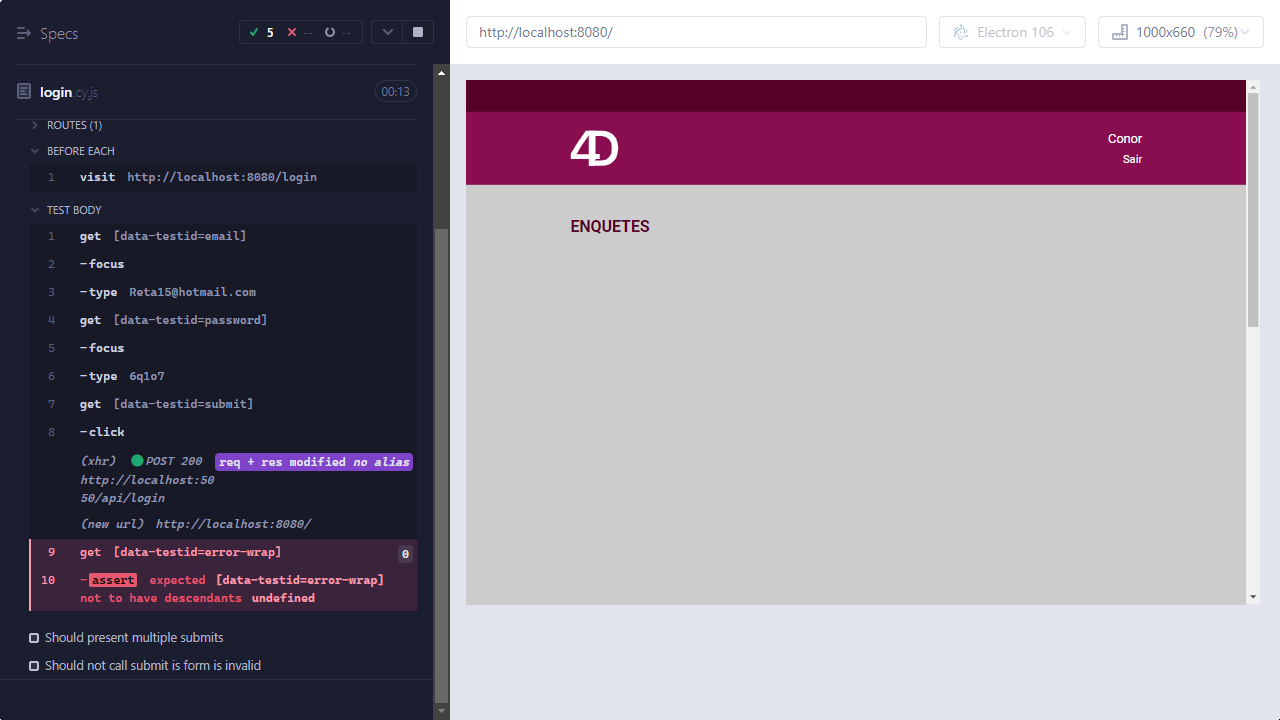 Specs
5
--
--
login.cy.js
00:13
ROUTES (1)
BEFORE EACH
1 visit http://localhost:8080/login
TEST BODY
1 get [data-testid=email]
2 -focus
3 -type Reta15@hotmail.com
4 get [data-testid=password]
5 -focus
6 -type 6q1o7
7 get [data-testid=submit]
8 -click
(xhr) POST 200 req + res modified no alias
http://localhost:50
50/api/login
(new url) http://localhost:8080/
9 get [data-testid=error-wrap] 0
10 -assert expected [data-testid=error-wrap]
not to have descendants undefined
Should present multiple submits
Should not call submit is form is invalid
http://localhost:8080/
Electron 106
1000x660 (79%)
4D
Conor
Sair
ENQUETES